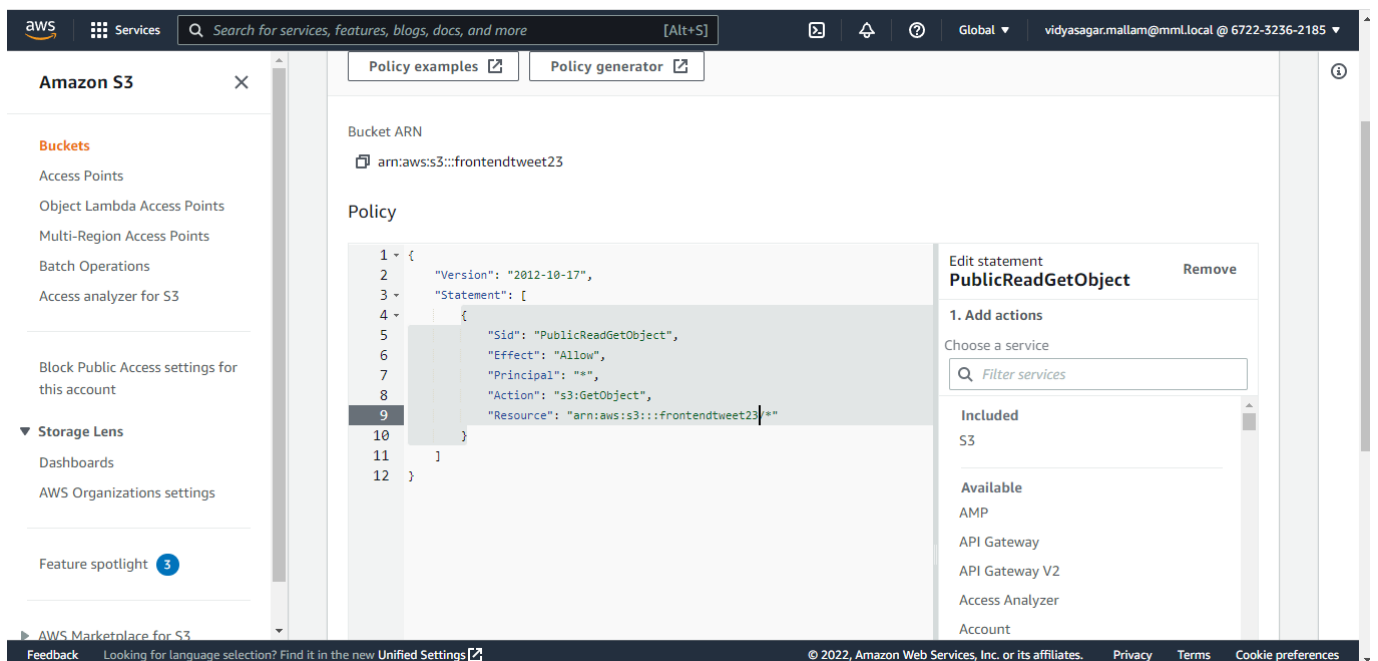 aws Services Search for services, features, blogs, docs, and more [Alt+S] Global ▼ vidyasagar.mallam@mml.local @ 6722-3236-2185 ▼
Amazon S3
Buckets
Access Points
Object Lambda Access Points
Multi-Region Access Points
Batch Operations
Access analyzer for S3
Block Public Access settings for
this account
▼ Storage Lens
Dashboards
AWS Organizations settings
Feature spotlight 3
▶ AWS Marketplace for S3
Policy examples Policy generator
Bucket ARN
arn:aws:s3:::frontendtweet23
Policy
1 {
2 "Version": "2012-10-17",
3 "Statement": [
4 {
5 "Sid": "PublicReadGetObject",
6 "Effect": "Allow",
7 "Principal": "*",
8 "Action": "s3:GetObject",
9 "Resource": "arn:aws:s3:::frontendtweet23/*"
10 }
11 ]
12 }
Edit statement
PublicReadGetObject Remove
1. Add actions
Choose a service
Filter services
Included
S3
Available
AMP
API Gateway
API Gateway V2
Access Analyzer
Account
Feedback Looking for language selection? Find it in the new Unified Settings © 2022, Amazon Web Services, Inc. or its affiliates. Privacy Terms Cookie preferences